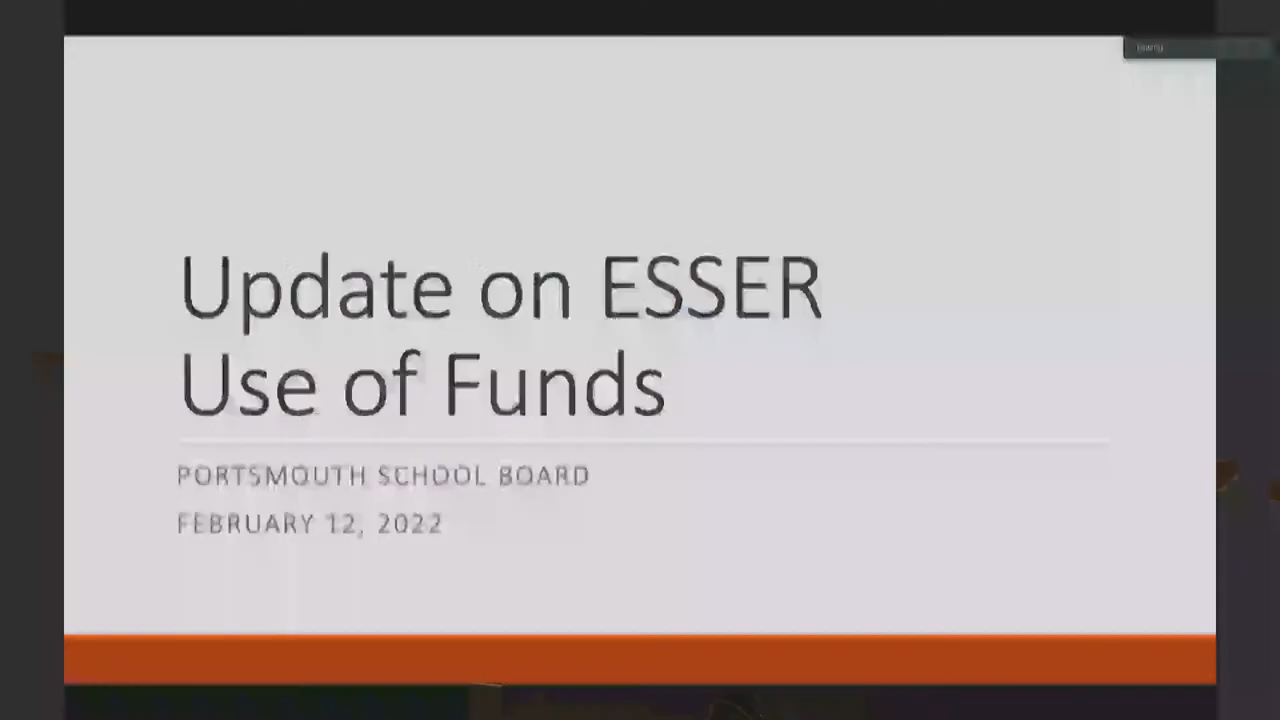 Update on ESSER
Use of Funds
PORTSMOUTH SCHOOL BOARD
FEBRUARY 12, 2022